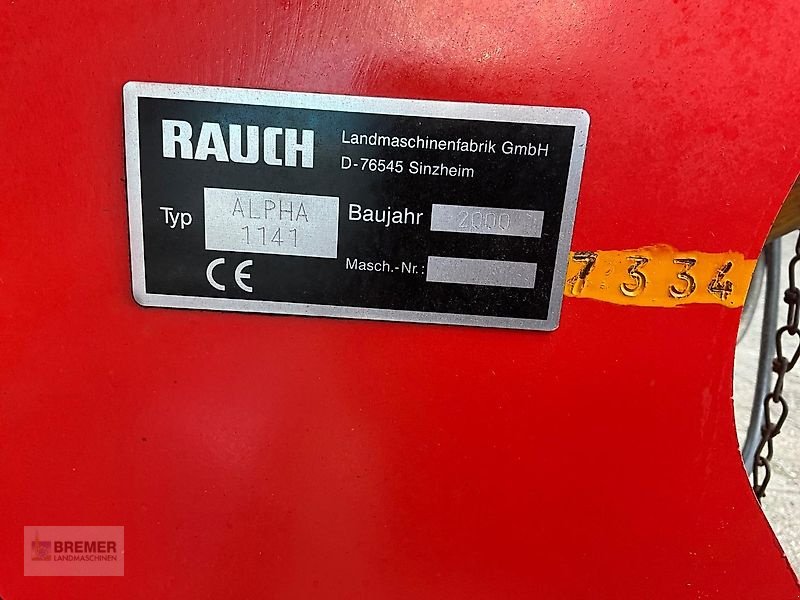 RAUCH
Landmaschinenfabrik GmbH
D-76545 Sinzheim
Typ ALPHA 1141
Baujahr 2000
Masch.-Nr.:
CE
7334
BREMER
LANDMASCHINEN